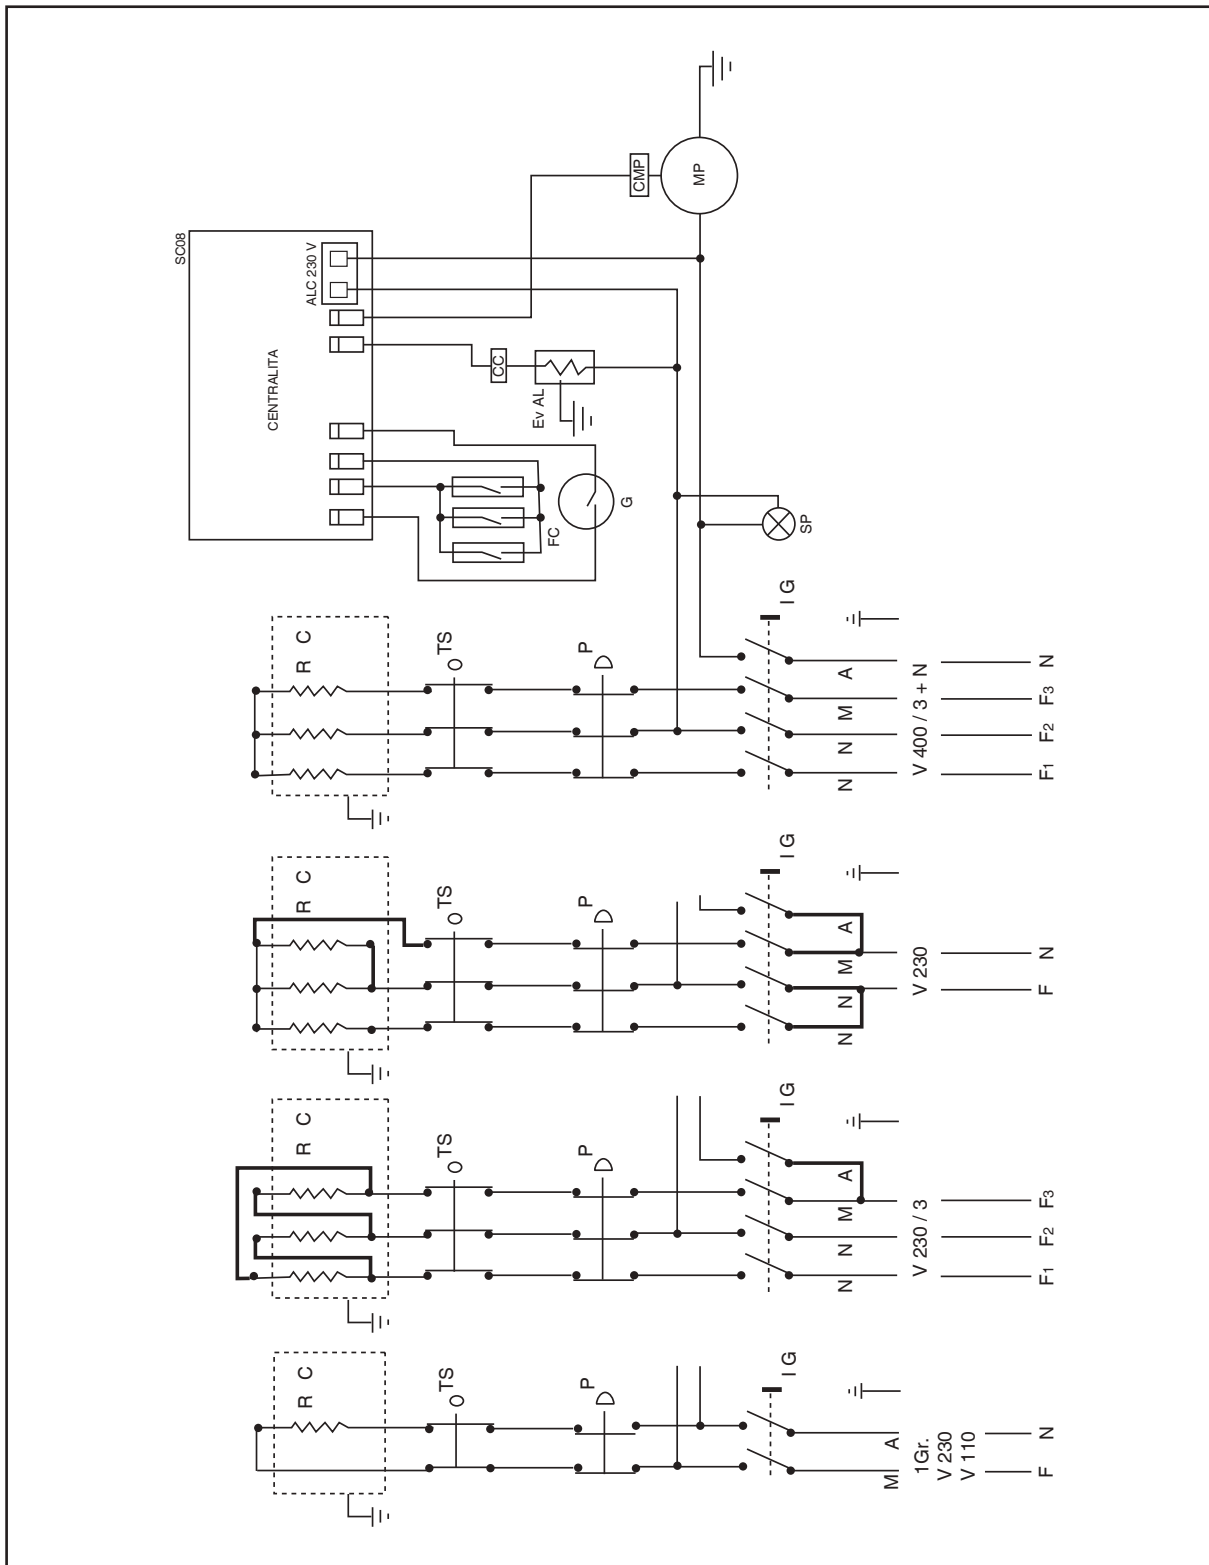 SC08
ALC 230 V
CENTRALITA
CMP
MP
CC
Ev AL
FC
G
SP
R C
TS
P
I G
N N M A
V 400 / 3 + N
F1 F2 F3 N
R C
TS
P
I G
N N M A
V 230
F N
R C
TS
P
I G
N N M A
V 230 / 3
F1 F2 F3
R C
TS
P
I G
M A
1Gr.
V 230
V 110
F N